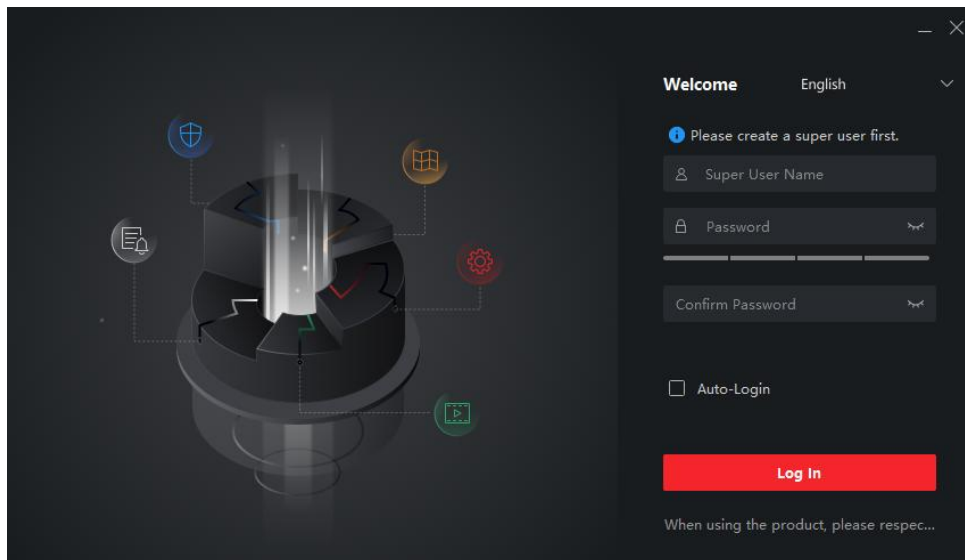 Welcome English
Please create a super user first.
Super User Name
Password
Confirm Password
Auto-Login
Log In
When using the product, please respec...